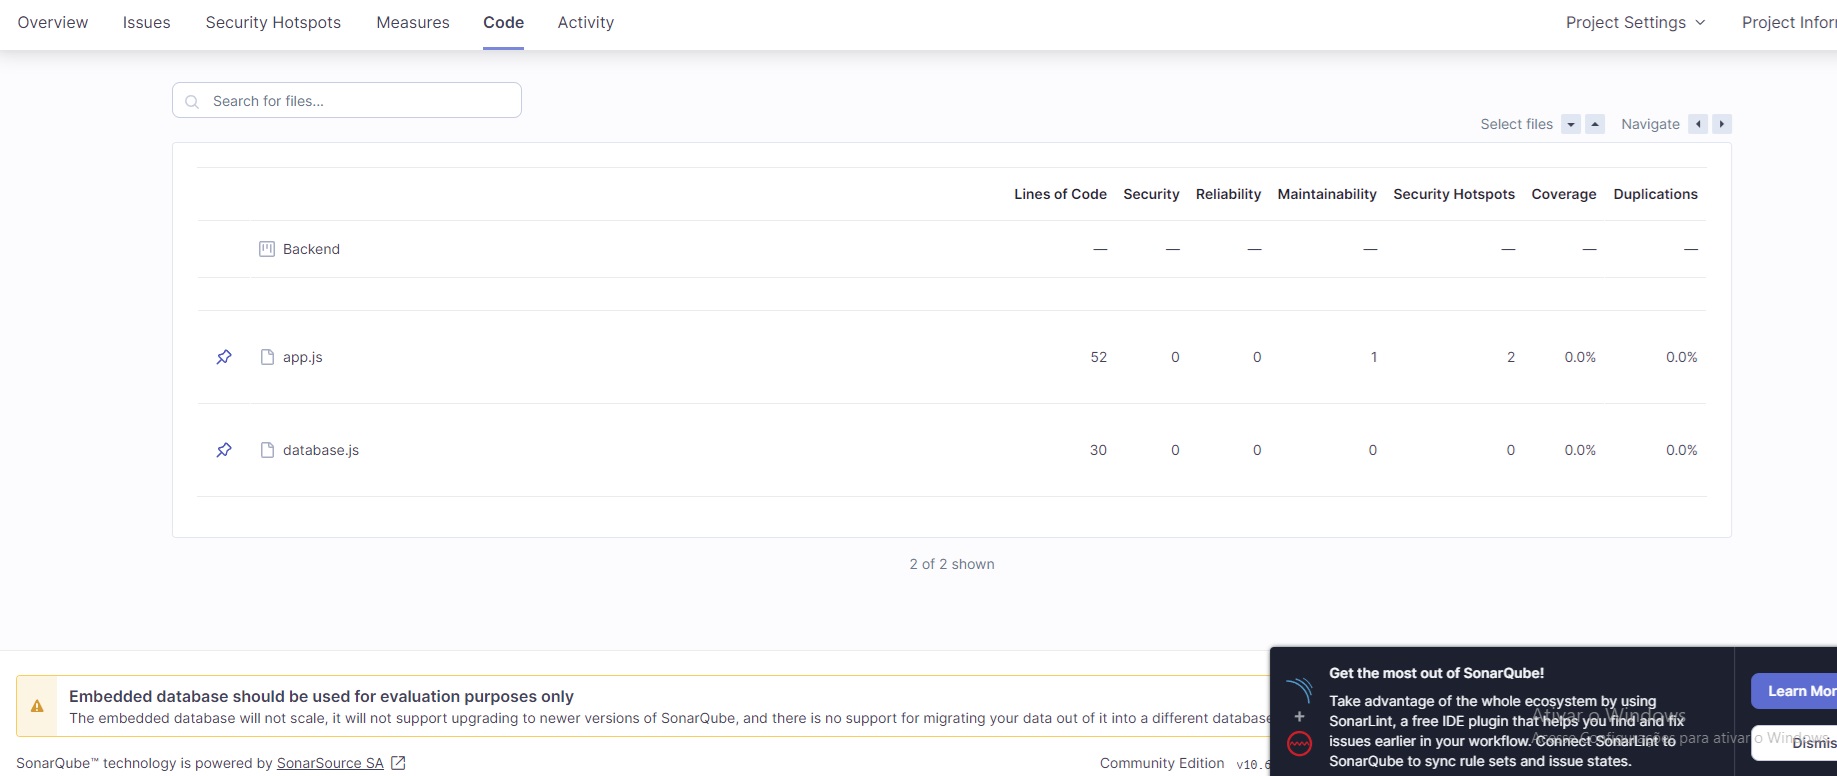 Overview Issues Security Hotspots Measures Code Activity Project Settings Project Infor
Search for files...
Select files Navigate
Lines of Code Security Reliability Maintainability Security Hotspots Coverage Duplications
Backend — — — — — — —
app.js 52 0 0 1 2 0.0% 0.0%
database.js 30 0 0 0 0 0.0% 0.0%
2 of 2 shown
Embedded database should be used for evaluation purposes only
The embedded database will not scale, it will not support upgrading to newer versions of SonarQube, and there is no support for migrating your data out of it into a different database
SonarQube™ technology is powered by SonarSource SA
Community Edition v10.6
Get the most out of SonarQube!
Take advantage of the whole ecosystem by using
SonarLint, a free IDE plugin that helps you find and fix
issues earlier in your workflow. Connect SonarLint to
SonarQube to sync rule sets and issue states.
Learn Mor
Dismis
Ativar o Windows
Acesse Configurações para ativar o Windows.